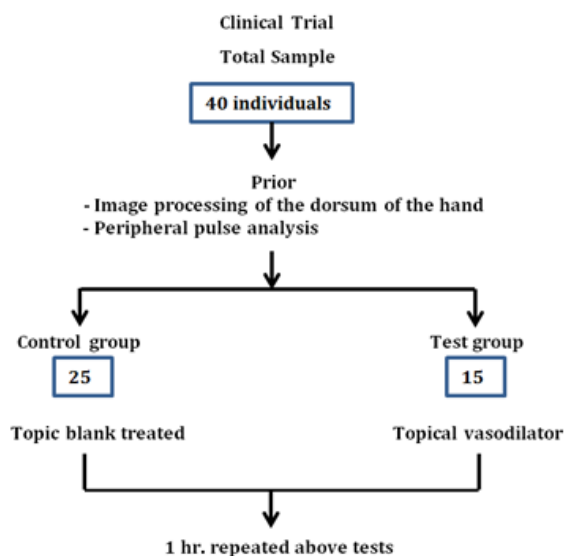 Clinical Trial
Total Sample
40 individuals
Prior
- Image processing of the dorsum of the hand
- Peripheral pulse analysis
Control group
Test group
25
15
Topic blank treated
Topical vasodilator
1 hr. repeated above tests